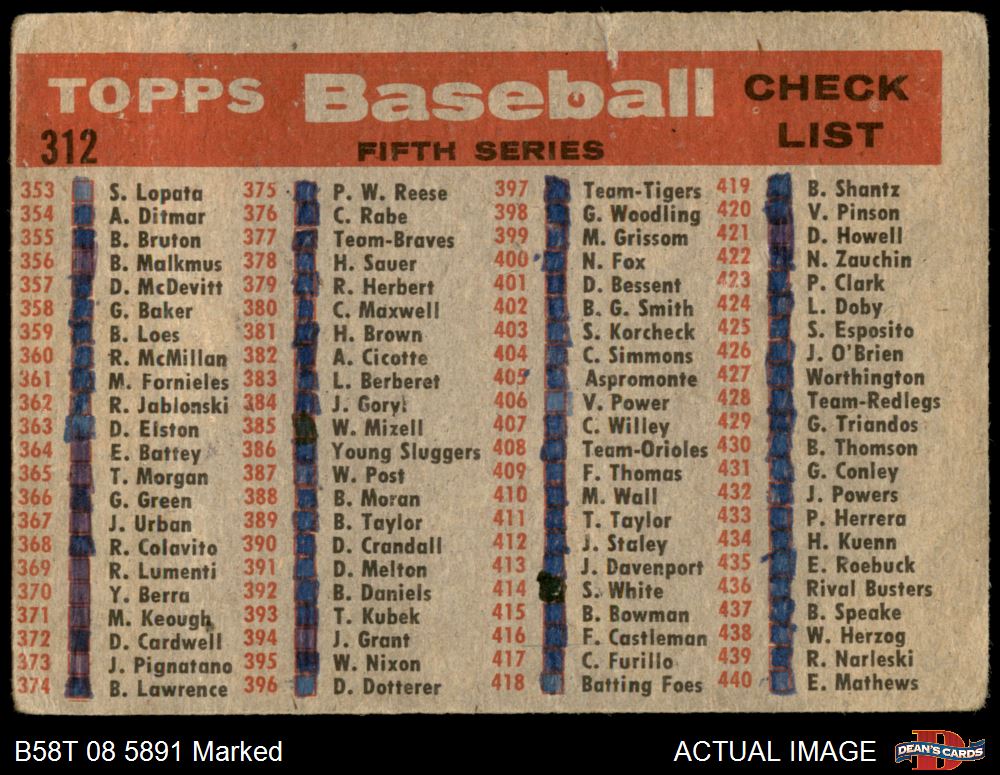 TOPPS Baseball CHECK LIST
312
FIFTH SERIES
353 S. Lopata
354 A. Ditmar
355 B. Bruton
356 B. Malkmus
357 D. McDevitt
358 G. Baker
359 B. Loes
360 R. McMillan
361 M. Fornieles
362 R. Jablonski
363 D. Elston
364 E. Battey
365 T. Morgan
366 G. Green
367 J. Urban
368 R. Colavito
369 R. Lumenti
370 Y. Berra
371 M. Keough
372 D. Cardwell
373 J. Pignatano
374 B. Lawrence
375 P. W. Reese
376 C. Rabe
377 Team-Braves
378 H. Sauer
379 R. Herbert
380 C. Maxwell
381 H. Brown
382 A. Cicotte
383 L. Berberet
384 J. Goryl
385 W. Mizell
386 Young Sluggers
387 W. Post
388 B. Moran
389 B. Taylor
390 D. Crandall
391 D. Melton
392 B. Daniels
393 T. Kubek
394 J. Grant
395 W. Nixon
396 D. Dotterer
397 Team-Tigers
398 G. Woodling
399 M. Grissom
400 N. Fox
401 D. Bessent
402 B. G. Smith
403 S. Korcheck
404 C. Simmons
405 Aspromonte
406 V. Power
407 C. Willey
408 Team-Orioles
409 F. Thomas
410 M. Wall
411 T. Taylor
412 J. Staley
413 J. Davenport
414 S. White
415 B. Bowman
416 F. Castleman
417 C. Furillo
418 Batting Foes
419 B. Shantz
420 V. Pinson
421 D. Howell
422 N. Zauchin
423 P. Clark
424 L. Doby
425 S. Esposito
426 J. O'Brien
427 Worthington
428 Team-Redlegs
429 G. Triandos
430 B. Thomson
431 G. Conley
432 J. Powers
433 P. Herrera
434 H. Kuenn
435 E. Roebuck
436 Rival Busters
437 B. Speake
438 W. Herzog
439 R. Narleski
440 E. Mathews
B58T 08 5891 Marked
ACTUAL IMAGE
DEAN'S CARDS